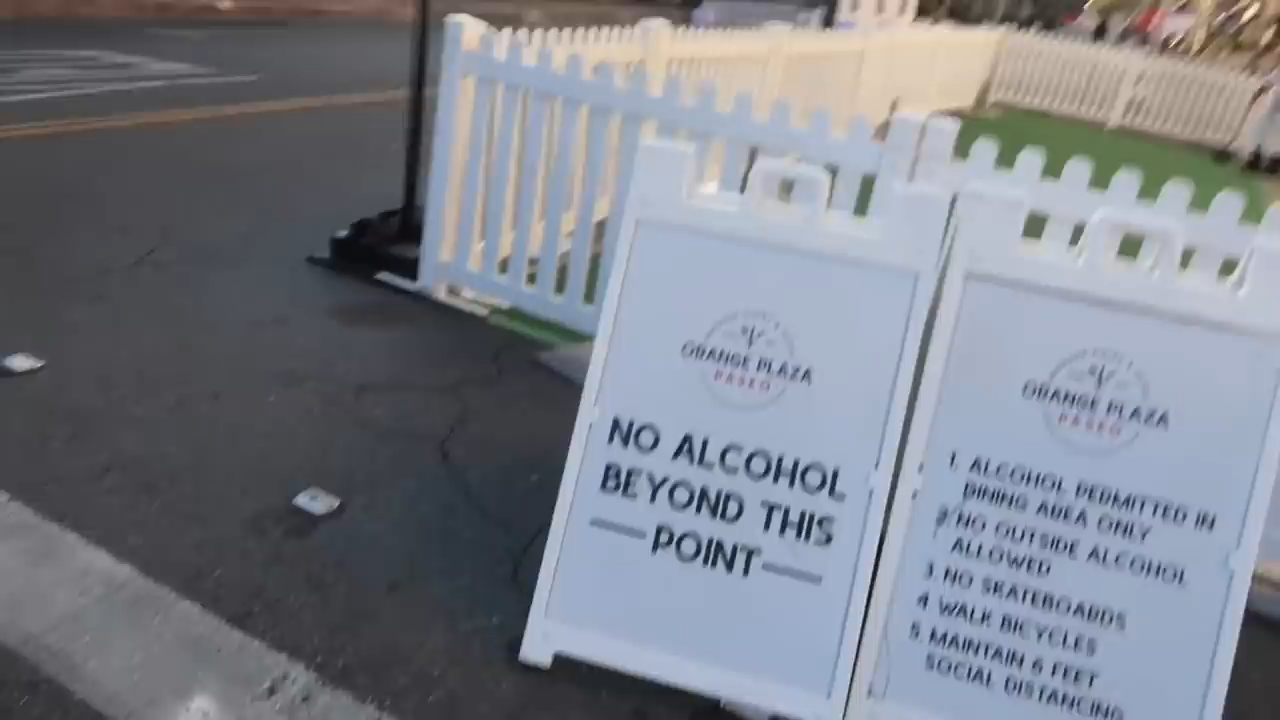 ORANGE PLAZA
PASEO
NO ALCOHOL
BEYOND THIS
POINT
ORANGE PLAZA
PASEO
1. ALCOHOL PERMITTED IN
DINING AREA ONLY
2. NO OUTSIDE ALCOHOL
ALLOWED
3. NO SKATEBOARDS
4. WALK BICYCLES
5. MAINTAIN 6 FEET
SOCIAL DISTANCING